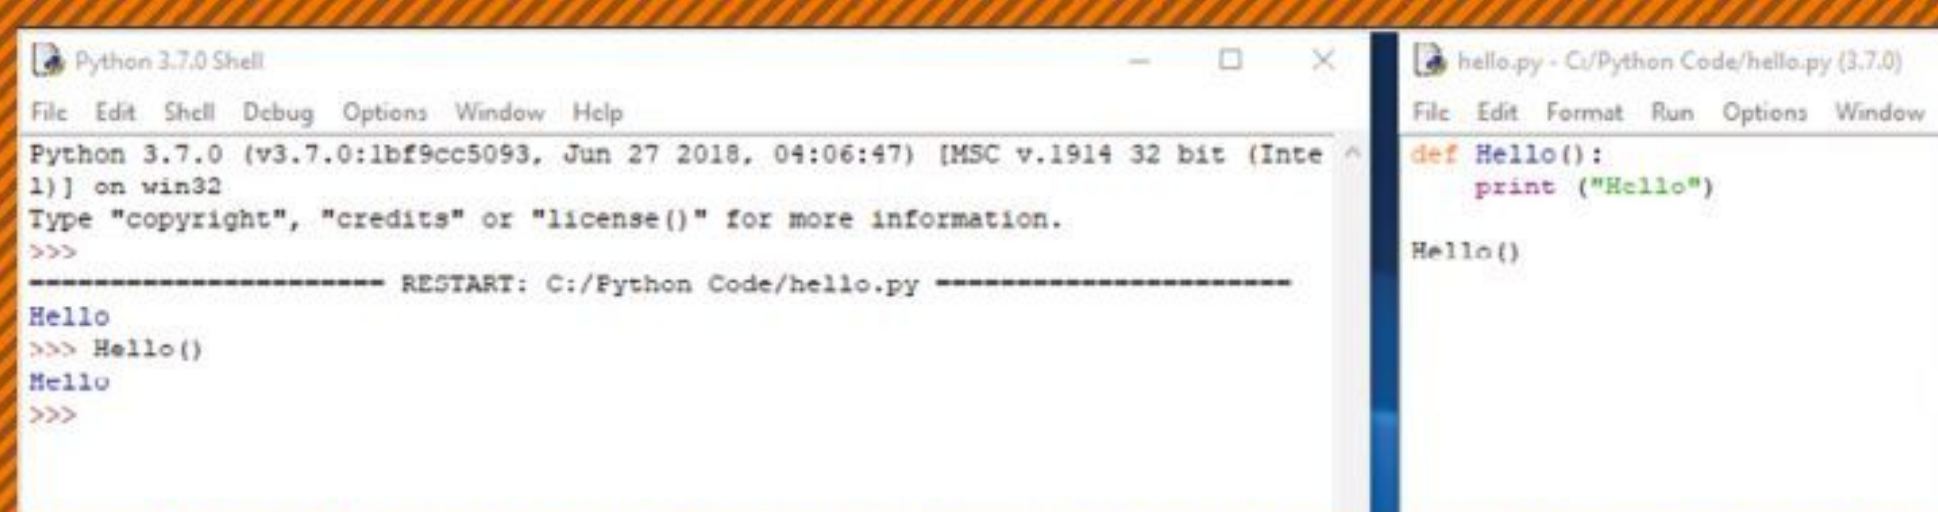 Python 3.7.0 Shell
File Edit Shell Debug Options Window Help
Python 3.7.0 (v3.7.0:1bf9cc5093, Jun 27 2018, 04:06:47) [MSC v.1914 32 bit (Inte
l)] on win32
Type "copyright", "credits" or "license()" for more information.
>>>
====================== RESTART: C:/Python Code/hello.py ======================
Hello
>>> Hello()
Hello
>>>
hello.py - C:/Python Code/hello.py (3.7.0)
File Edit Format Run Options Window
def Hello():
    print ("Hello")
Hello()